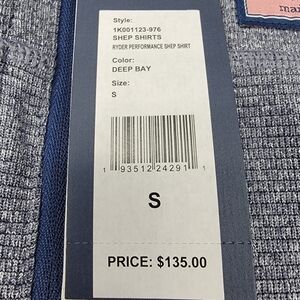 mar
Style:
1K001123-976
SHEP SHIRTS
RYDER PERFORMANCE SHEP SHIRT
Color:
DEEP BAY
Size:
S
1 93512 24291 1
S
PRICE: $135.00